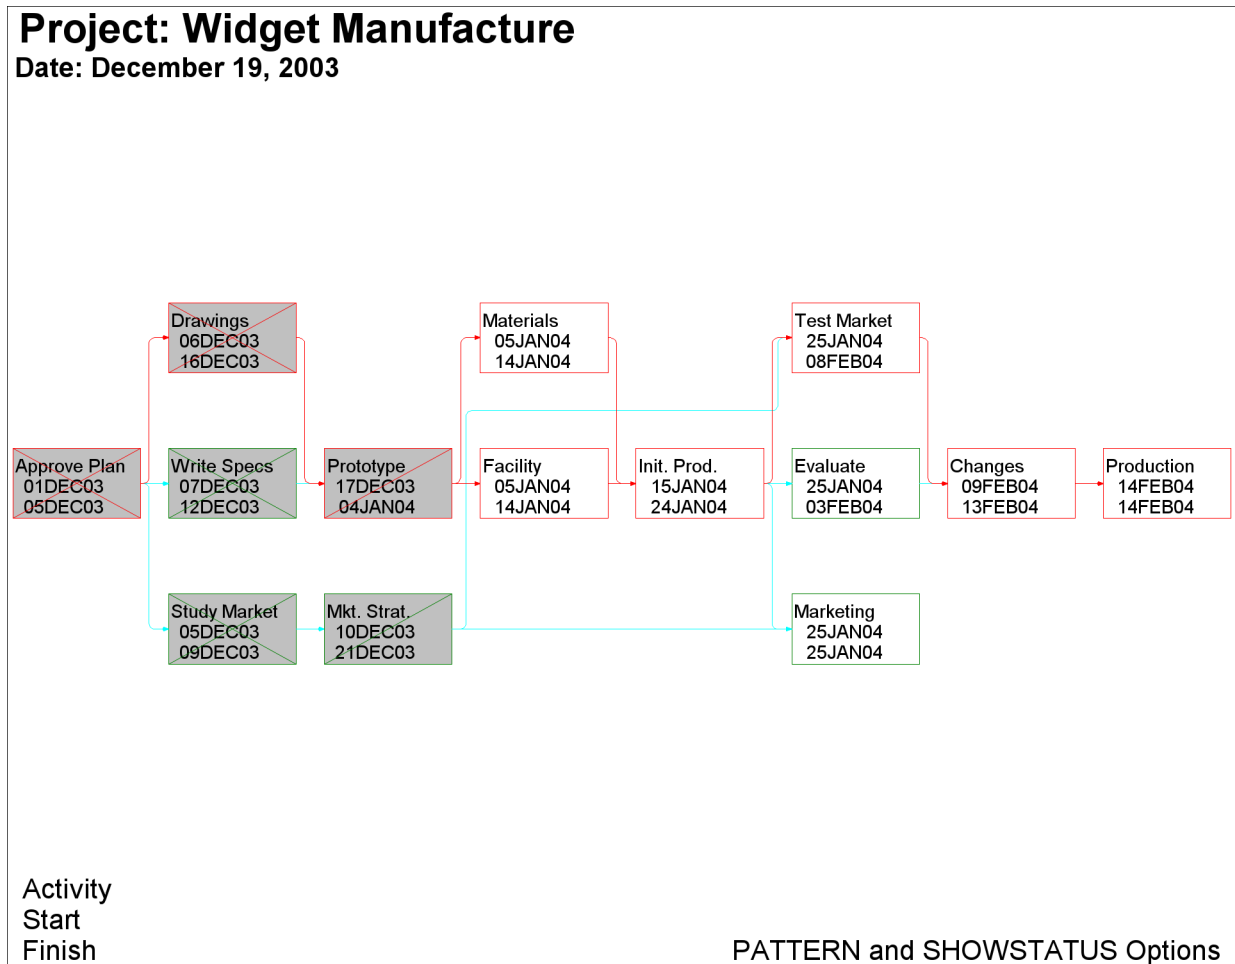 Project: Widget Manufacture
Date: December 19, 2003
Drawings
06DEC03
16DEC03
Materials
05JAN04
14JAN04
Test Market
25JAN04
08FEB04
Approve Plan
01DEC03
05DEC03
Write Specs
07DEC03
12DEC03
Prototype
17DEC03
04JAN04
Facility
05JAN04
14JAN04
Init. Prod.
15JAN04
24JAN04
Evaluate
25JAN04
03FEB04
Changes
09FEB04
13FEB04
Production
14FEB04
14FEB04
Study Market
05DEC03
09DEC03
Mkt. Strat.
10DEC03
21DEC03
Marketing
25JAN04
25JAN04
Activity
Start
Finish
PATTERN and SHOWSTATUS Options